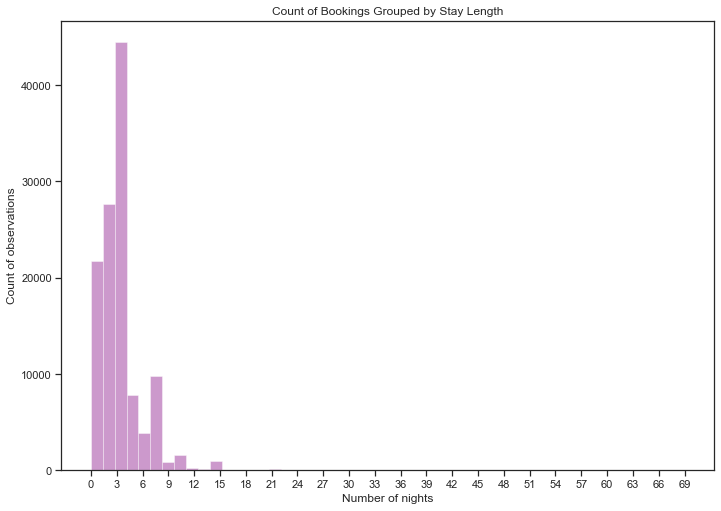 Count of Bookings Grouped by Stay Length
Count of observations
40000
30000
20000
10000
0
0 3 6 9 12 15 18 21 24 27 30 33 36 39 42 45 48 51 54 57 60 63 66 69
Number of nights